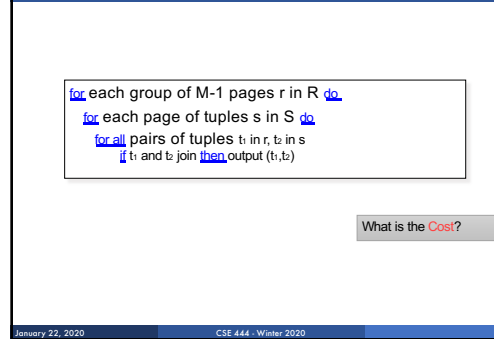 for each group of M-1 pages r in R do
for each page of tuples s in S do
for all pairs of tuples t₁ in r, t₂ in s
if t₁ and t₂ join then output (t₁,t₂)
What is the Cost?
January 22, 2020 CSE 444 - Winter 2020